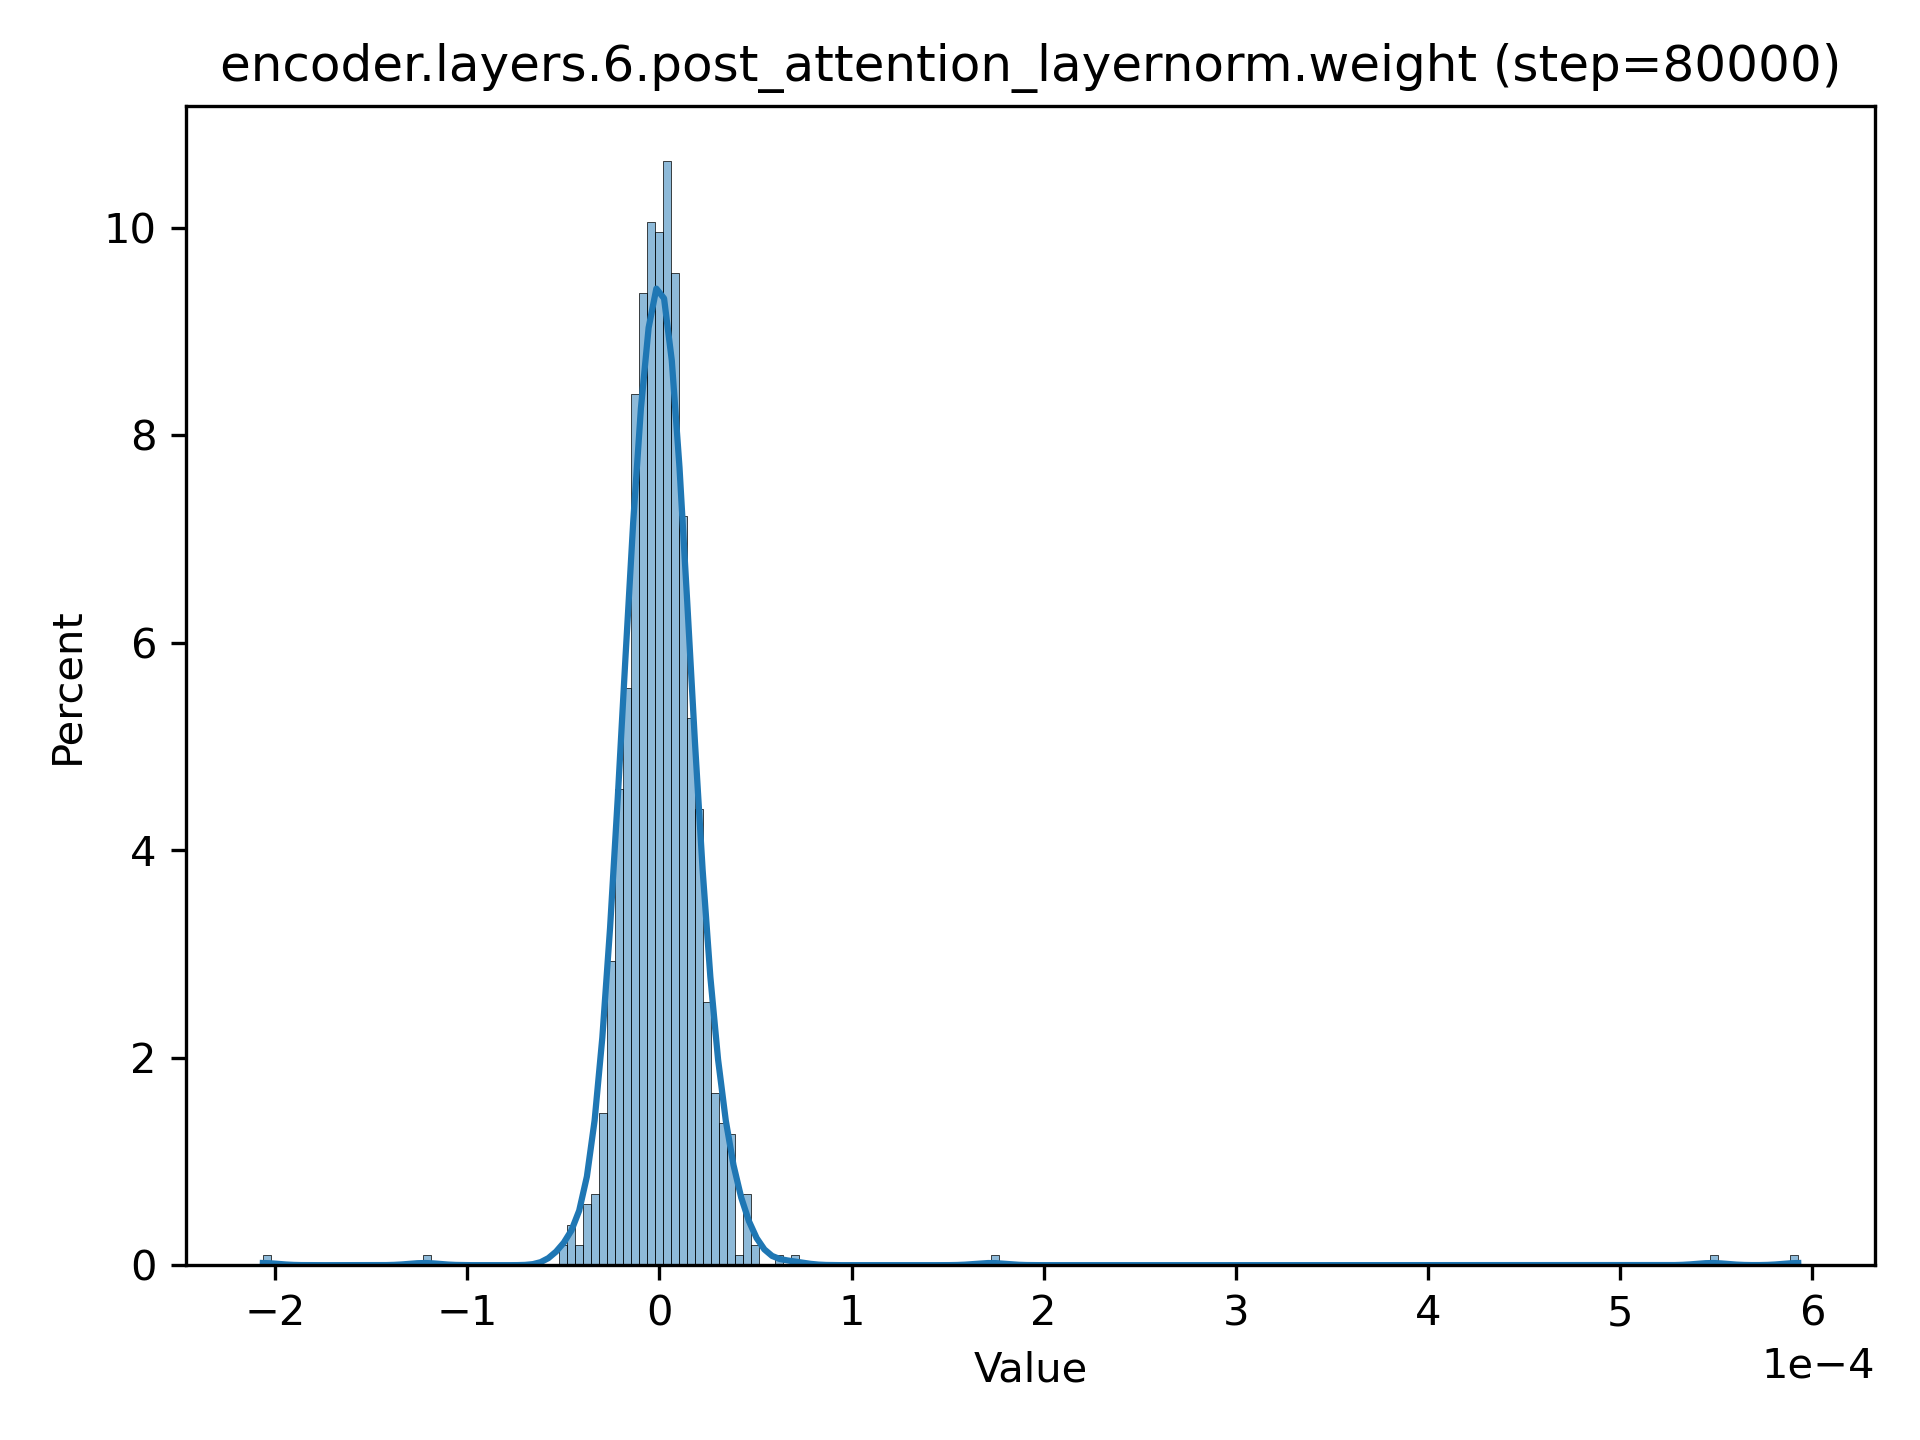 encoder.layers.6.post_attention_layernorm.weight (step=80000)
10
8
6
4
2
0
Percent
−2 −1 0 1 2 3 4 5 6
1e−4
Value